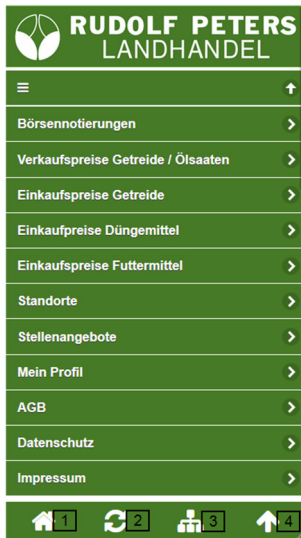 RUDOLF PETERS
LANDHANDEL
Börsennotierungen
Verkaufspreise Getreide / Ölsaaten
Einkaufspreise Getreide
Einkaufpreise Düngemittel
Einkaufspreise Futtermittel
Standorte
Stellenangebote
Mein Profil
AGB
Datenschutz
Impressum
1 2 3 4